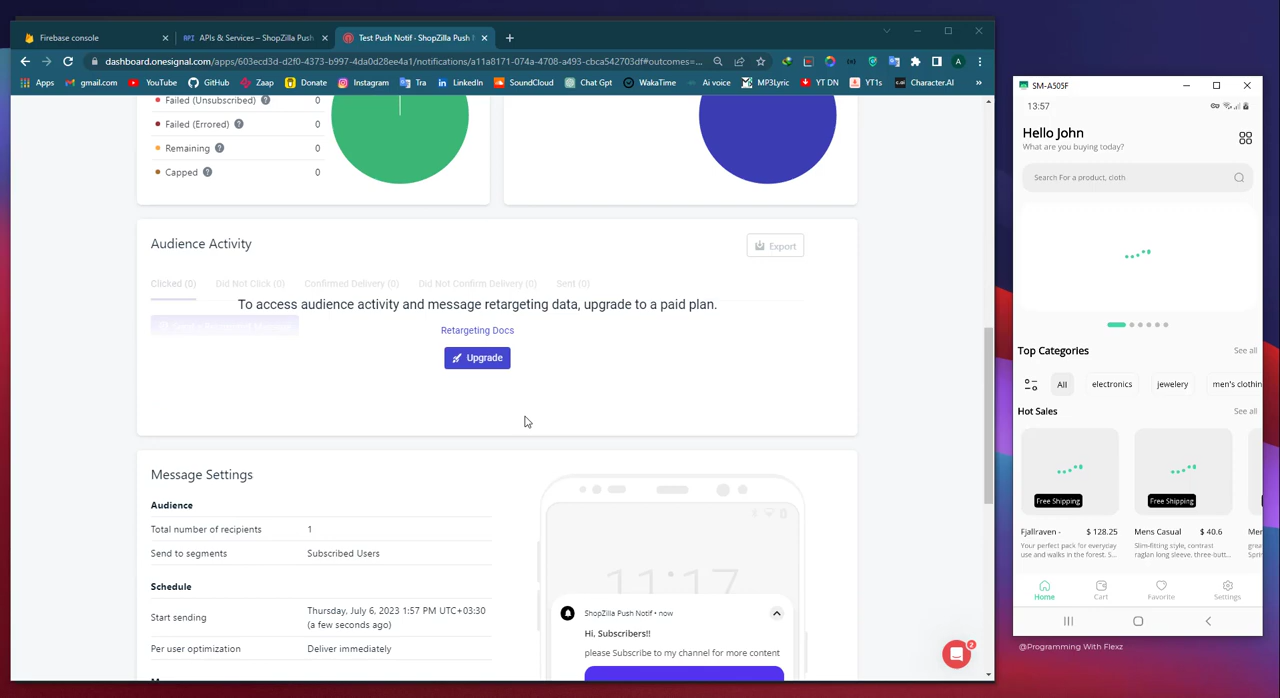 Firebase console
API APIs & Services – ShopZilla Push
Test Push Notif - ShopZilla Push
dashboard.onesignal.com/apps/603ecd3d-d2f0-4373-b997-4da0d28ee4a1/notifications/a11a8171-074a-4708-a493-cbca542703df#outcomes=...
Apps
gmail.com
YouTube
GitHub
Zaap
Donate
Instagram
Tra
LinkedIn
SoundCloud
Chat Gpt
WakaTime
Ai voice
MP3Lyric
YT DN
YT1s
Character.AI
»
Failed (Unsubscribed) 0
Failed (Errored) 0
Remaining 0
Capped 0
Audience Activity
Export
Clicked (0) Did Not Click (0) Confirmed Delivery (0) Did Not Confirm Delivery (0) Sent (0)
To access audience activity and message retargeting data, upgrade to a paid plan.
Retargeting Docs
Upgrade
Message Settings
Audience
Total number of recipients 1
Send to segments Subscribed Users
Schedule
Start sending Thursday, July 6, 2023 1:57 PM UTC+03:30
(a few seconds ago)
Per user optimization Deliver immediately
11:17
ShopZilla Push Notif • now
Hi, Subscribers!!
please Subscribe to my channel for more content
2
SM-A505F
13:57
Hello John
What are you buying today?
Search For a product, cloth
Top Categories See all
All electronics jewelery men's clothin
Hot Sales See all
Free Shipping Free Shipping
Fjallraven - $ 128.25 Mens Casual $ 40.6 Me
Your perfect pack for everyday
use and walks in the forest. S...
Slim-fitting style, contrast
raglan long sleeve, three-butt...
grea
Spri
Home Cart Favorite Settings
@Programming With Flexz